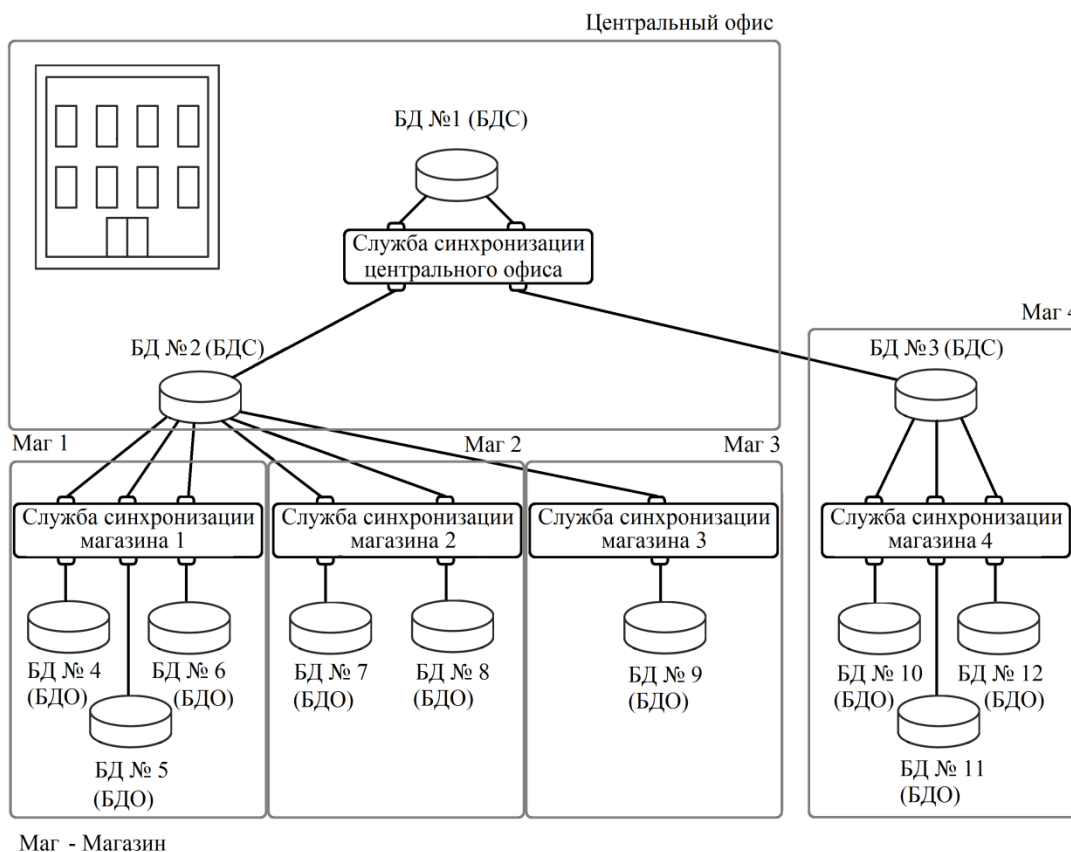 Центральный офис
БД №1 (БДС)
Служба синхронизации
центрального офиса
Маг 4
БД №2 (БДС)
БД №3 (БДС)
Маг 1
Маг 2
Маг 3
Служба синхронизации
магазина 1
Служба синхронизации
магазина 2
Служба синхронизации
магазина 3
Служба синхронизации
магазина 4
БД № 4
(БДО)
БД № 6
(БДО)
БД № 7
(БДО)
БД № 8
(БДО)
БД № 9
(БДО)
БД № 10
(БДО)
БД № 12
(БДО)
БД № 5
(БДО)
БД № 11
(БДО)
Маг - Магазин